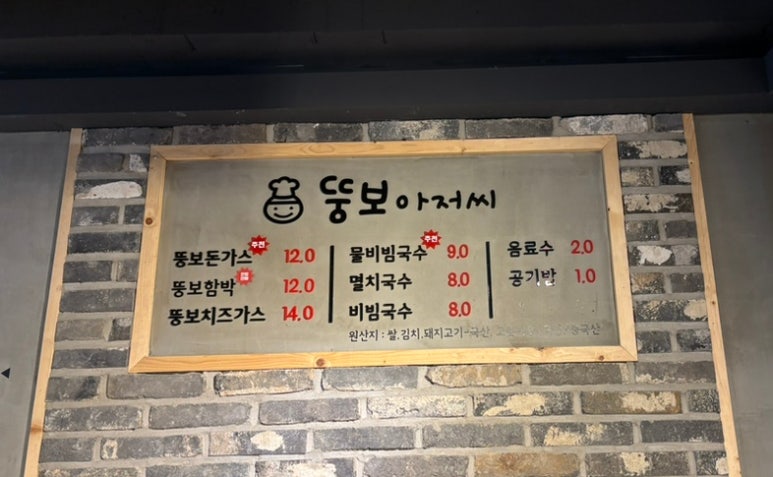 뚱보아저씨
뚱보돈가스 추천 12.0
뚱보함박 12.0
뚱보치즈가스 14.0
물비빔국수 추천 9.0
멸치국수 8.0
비빔국수 8.0
음료수 2.0
공기밥 1.0
원산지 : 쌀,김치,돼지고기-국산, 중국산